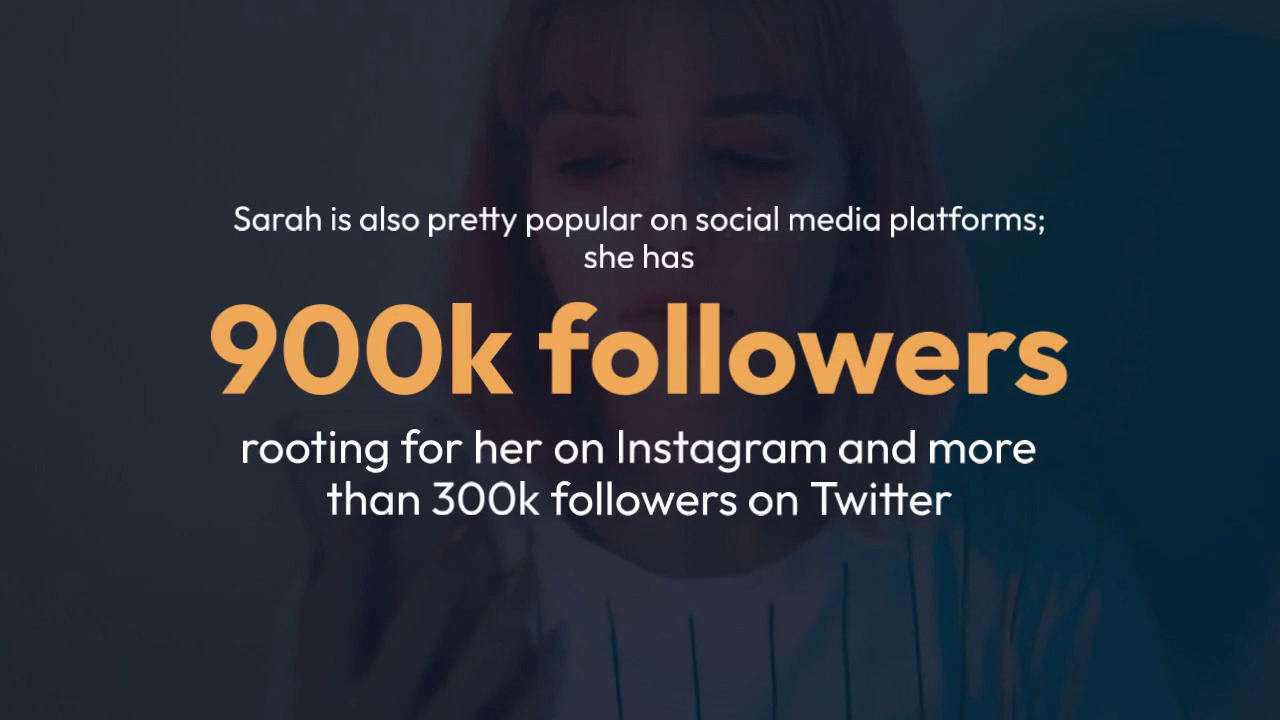 Sarah is also pretty popular on social media platforms;
she has
900k followers
rooting for her on Instagram and more
than 300k followers on Twitter